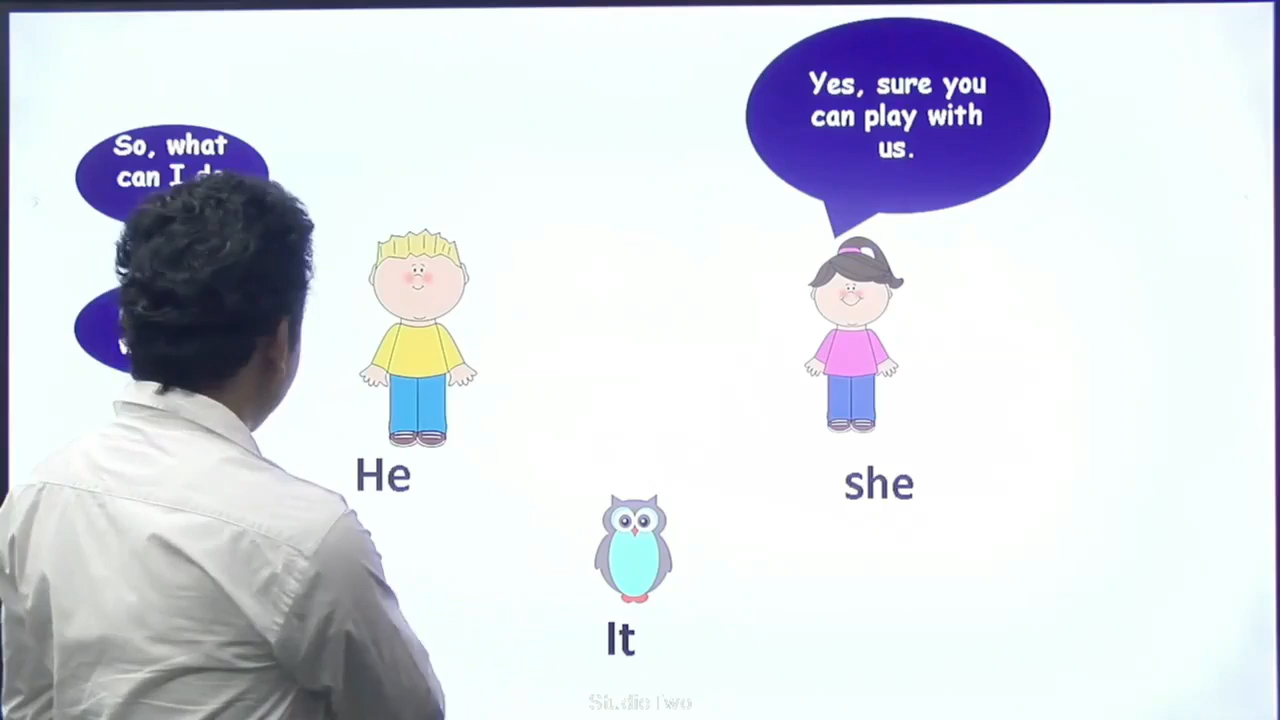 Yes, sure you
can play with
us.
So, what
can I
He
she
It